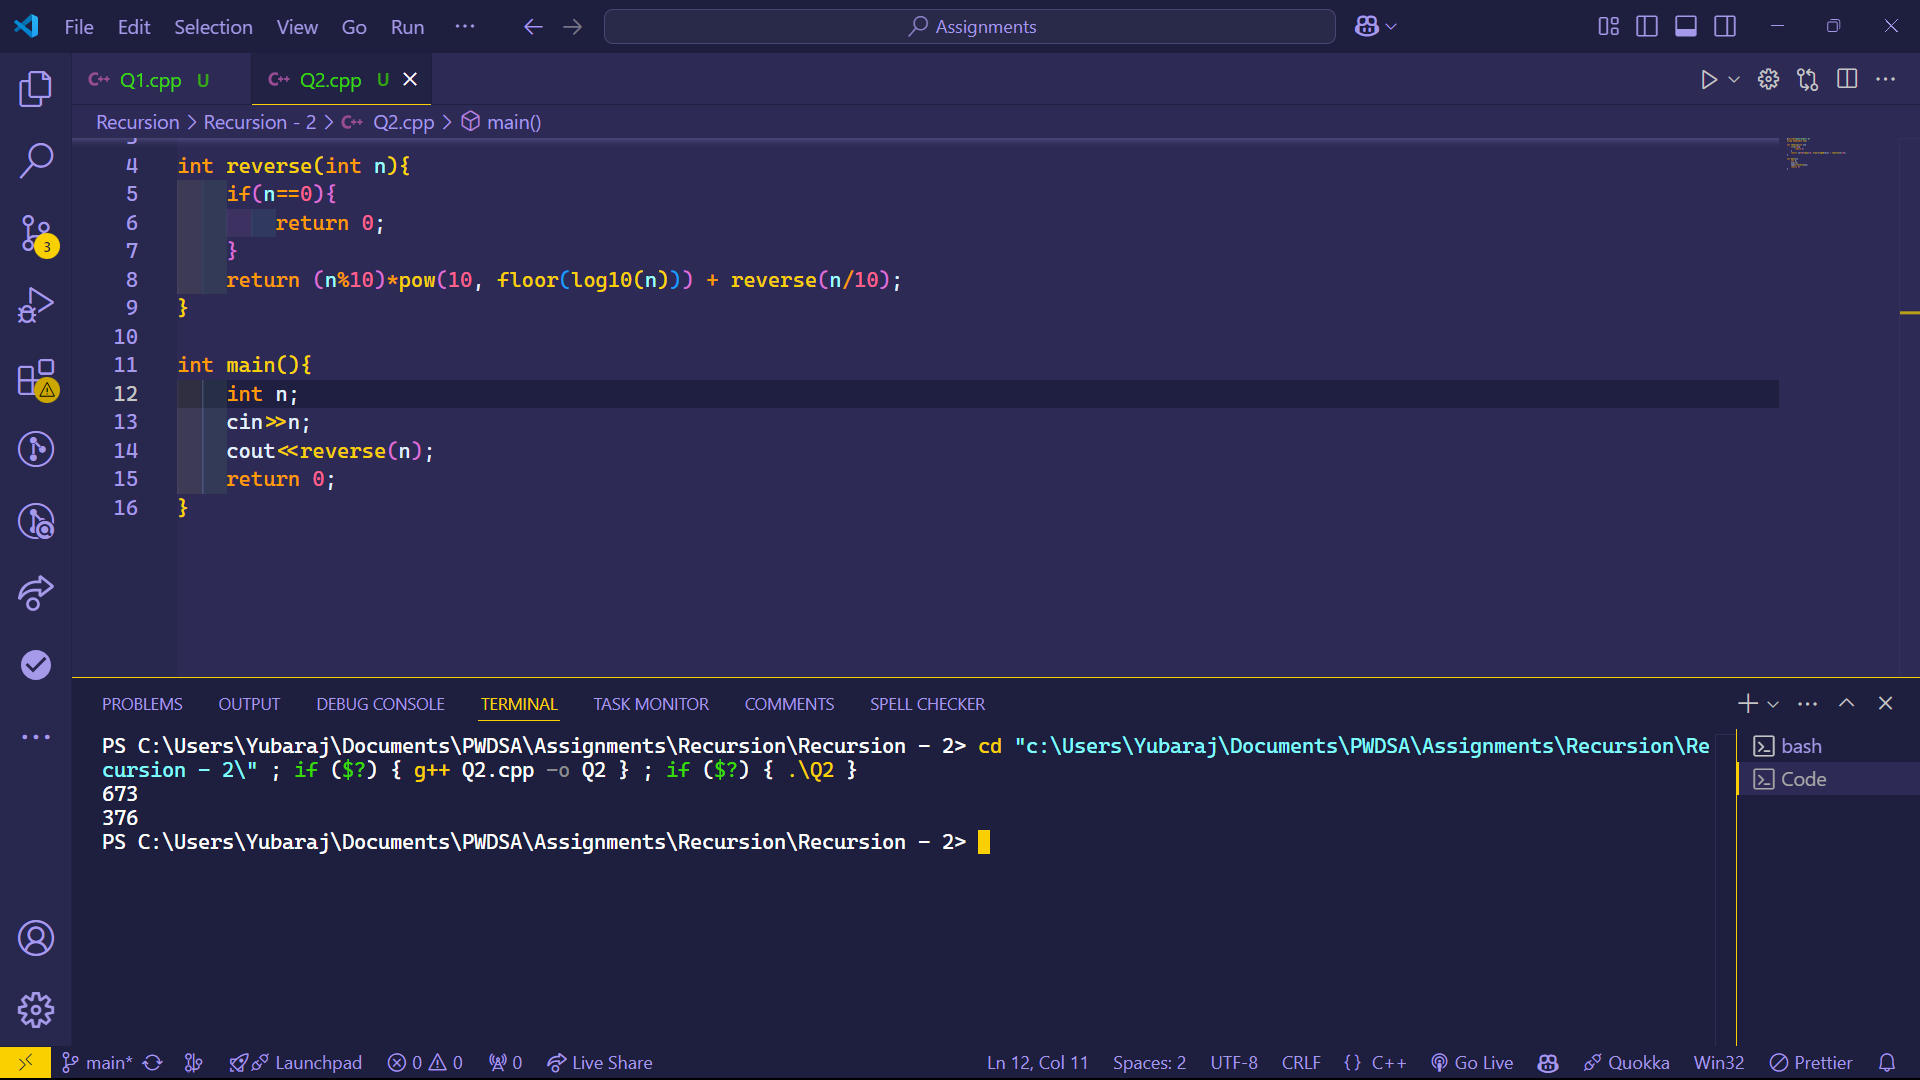 File Edit Selection View Go Run ··· Assignments
Q1.cpp U Q2.cpp U
Recursion > Recursion - 2 > Q2.cpp > main()
4 int reverse(int n){
5 if(n==0){
6 return 0;
7 }
8 return (n%10)*pow(10, floor(log10(n))) + reverse(n/10);
9 }
10
11 int main(){
12 int n;
13 cin>>n;
14 cout<<reverse(n);
15 return 0;
16 }
3
PROBLEMS OUTPUT DEBUG CONSOLE TERMINAL TASK MONITOR COMMENTS SPELL CHECKER
PS C:\Users\Yubaraj\Documents\PWDSA\Assignments\Recursion\Recursion - 2> cd "c:\Users\Yubaraj\Documents\PWDSA\Assignments\Recursion\Re
cursion - 2\" ; if ($?) { g++ Q2.cpp -o Q2 } ; if ($?) { .\Q2 }
673
376
PS C:\Users\Yubaraj\Documents\PWDSA\Assignments\Recursion\Recursion - 2>
bash
Code
main* Launchpad 0 0 0 Live Share Ln 12, Col 11 Spaces: 2 UTF-8 CRLF {} C++ Go Live Quokka Win32 Prettier